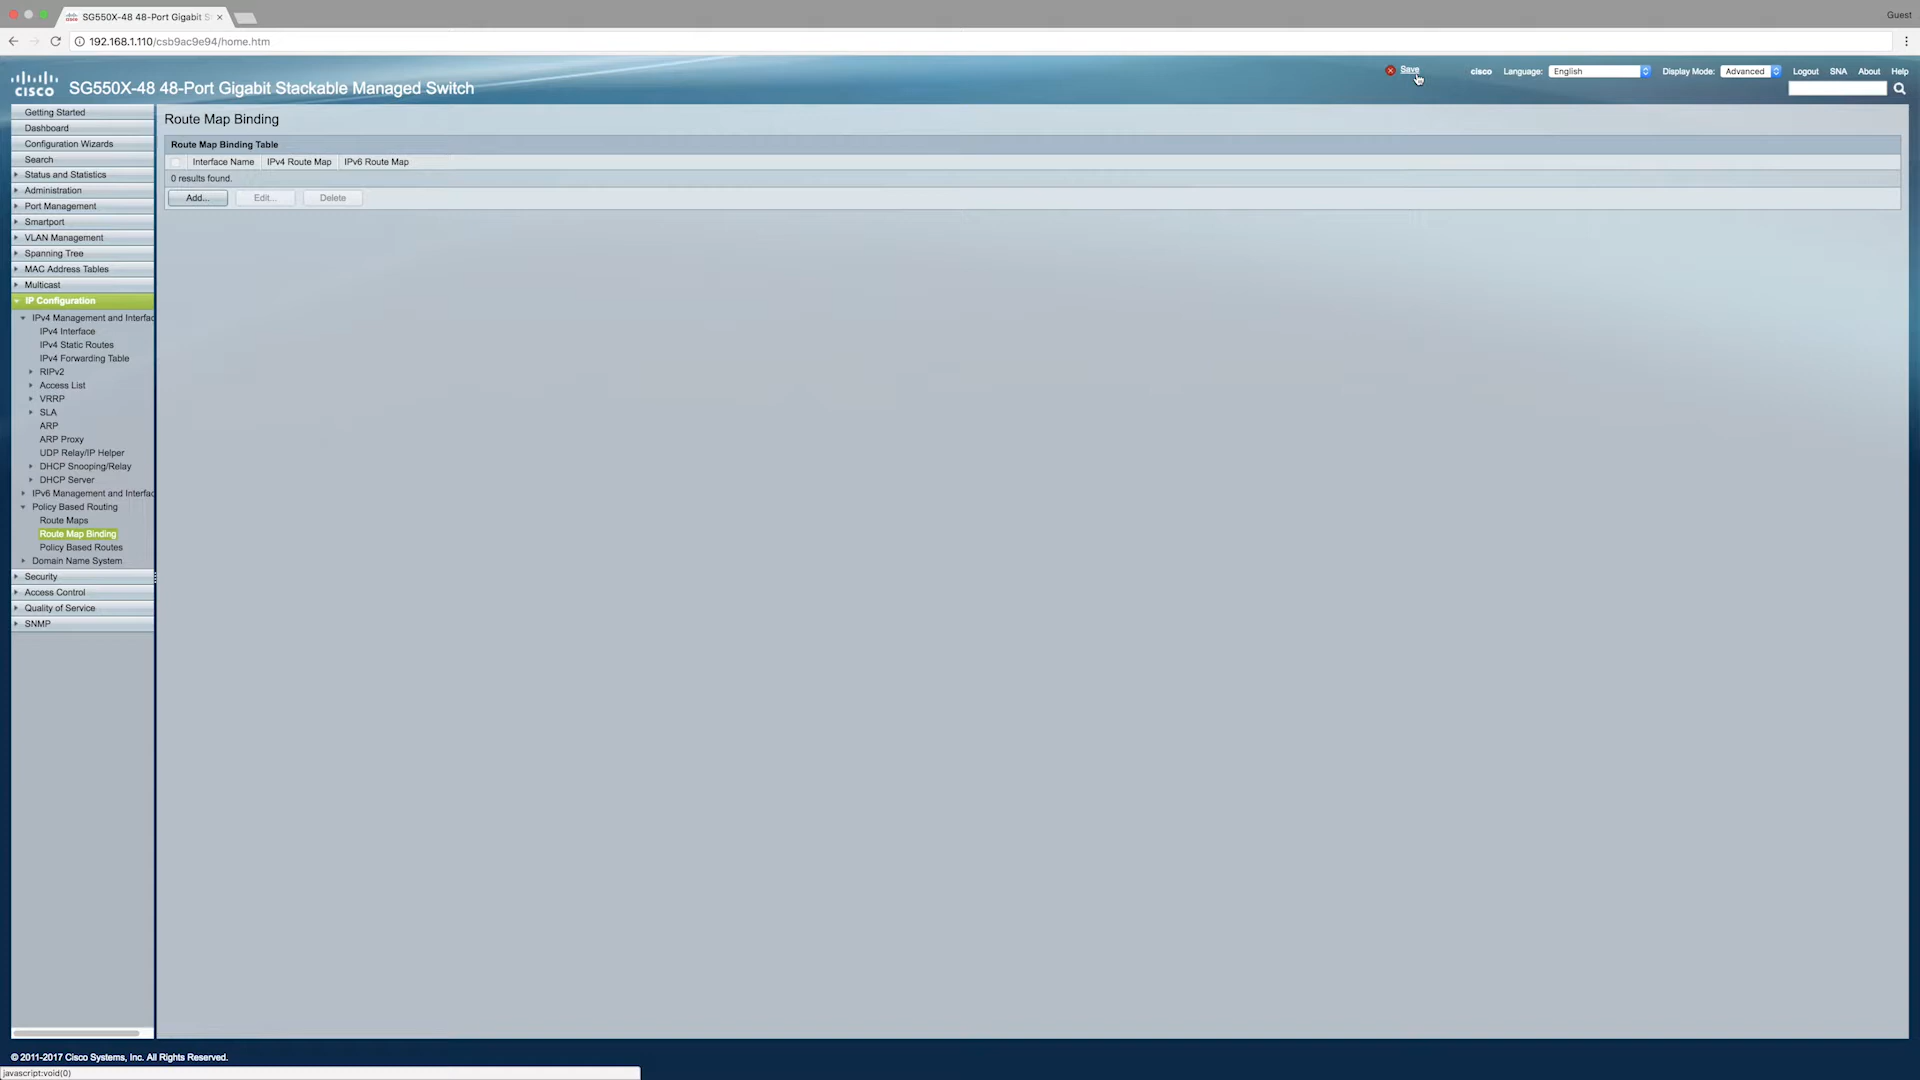 SG550X-48 48-Port Gigabit S
Guest
192.168.1.110/csb9ac9e94/home.htm
cisco
SG550X-48 48-Port Gigabit Stackable Managed Switch
Save
cisco
Language:
English
Display Mode:
Advanced
Logout
SNA
About
Help
Getting Started
Dashboard
Configuration Wizards
Search
Status and Statistics
Administration
Port Management
Smartport
VLAN Management
Spanning Tree
MAC Address Tables
Multicast
IP Configuration
IPv4 Management and Interfac
IPv4 Interface
IPv4 Static Routes
IPv4 Forwarding Table
RIPv2
Access List
VRRP
SLA
ARP
ARP Proxy
UDP Relay/IP Helper
DHCP Snooping/Relay
DHCP Server
IPv6 Management and Interfac
Policy Based Routing
Route Maps
Route Map Binding
Policy Based Routes
Domain Name System
Security
Access Control
Quality of Service
SNMP
Route Map Binding
Route Map Binding Table
Interface Name
IPv4 Route Map
IPv6 Route Map
0 results found.
Add...
Edit...
Delete
© 2011-2017 Cisco Systems, Inc. All Rights Reserved.
javascript:void(0)